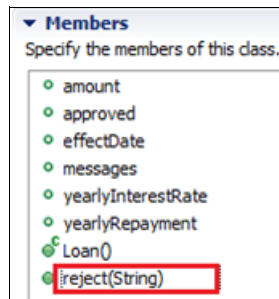 Members
Specify the members of this class.
amount
approved
effectDate
messages
yearlyInterestRate
yearlyRepayment
C Loan()
reject(String)